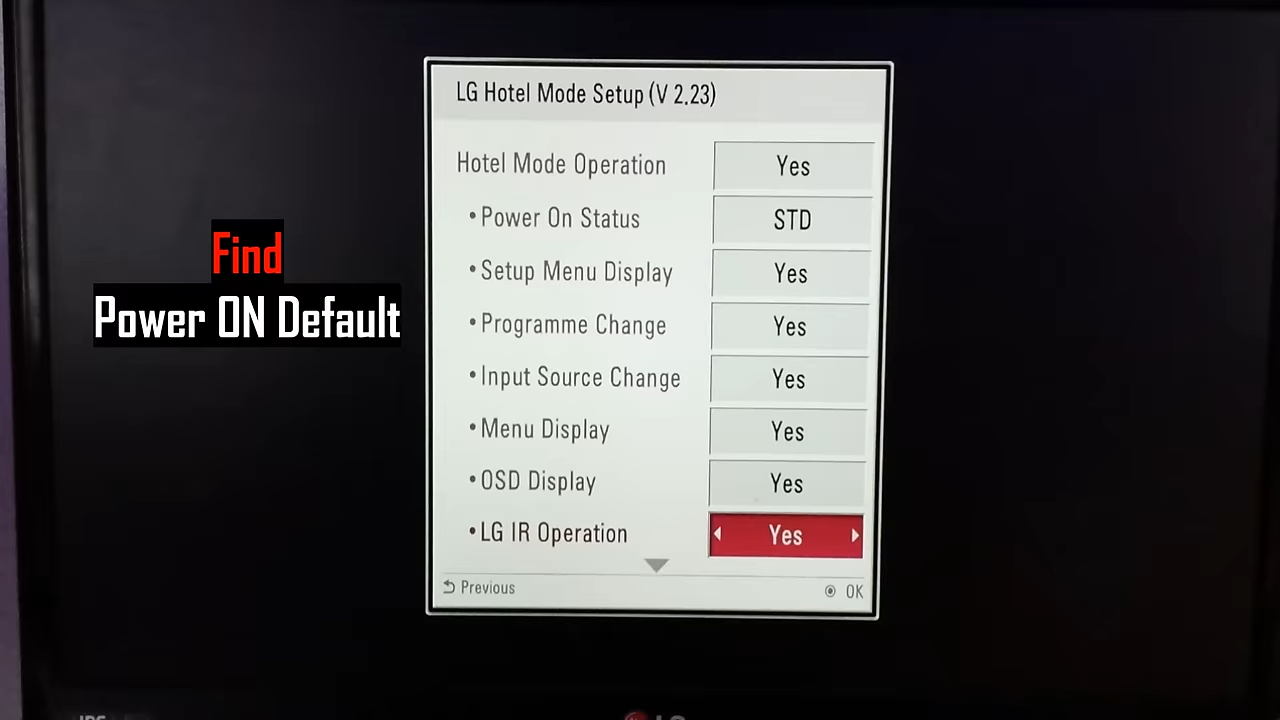 LG Hotel Mode Setup (V 2.23)
Hotel Mode Operation Yes
• Power On Status STD
• Setup Menu Display Yes
• Programme Change Yes
• Input Source Change Yes
• Menu Display Yes
• OSD Display Yes
• LG IR Operation Yes
Previous OK
Find
Power ON Default
LG